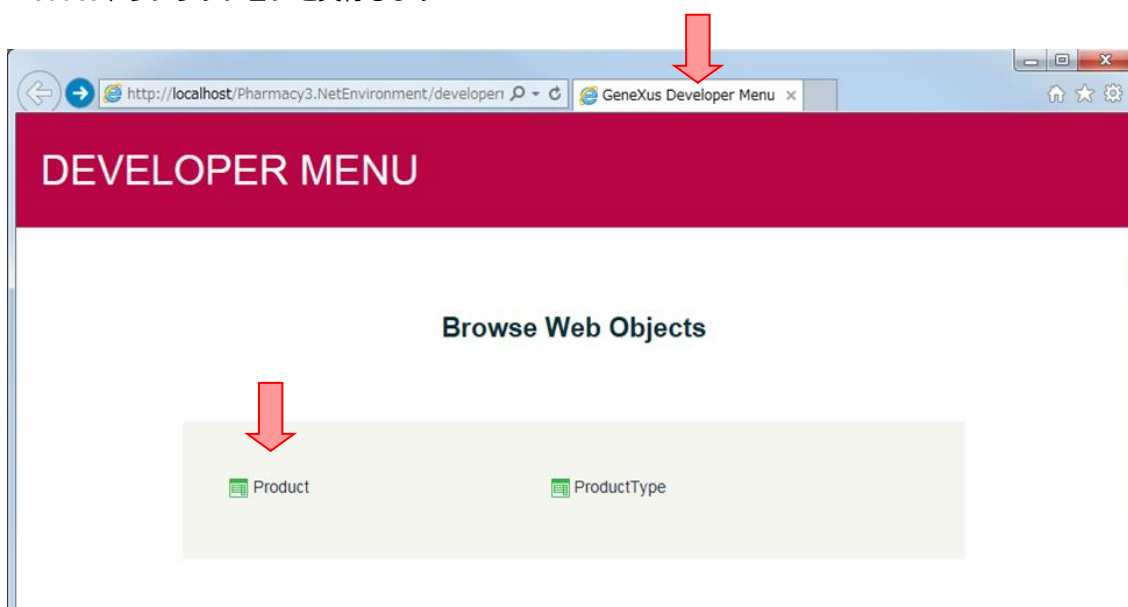 http://localhost/Pharmacy3.NetEnvironment/developer
GeneXus Developer Menu
DEVELOPER MENU
Browse Web Objects
Product
ProductType